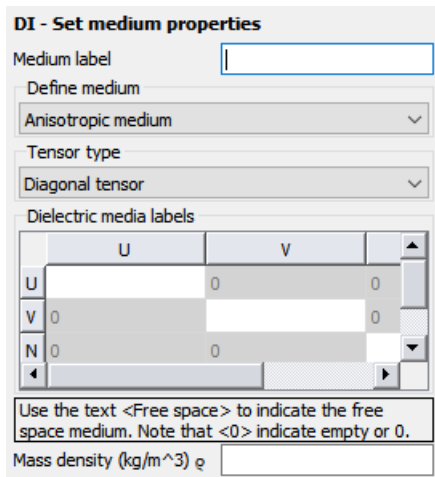 DI - Set medium properties
Medium label
Define medium
Anisotropic medium
Tensor type
Diagonal tensor
Dielectric media labels
U V
U 0 0
V 0 0
N 0 0
Use the text <Free space> to indicate the free
space medium. Note that <0> indicate empty or 0.
Mass density (kg/m^3) ϱ